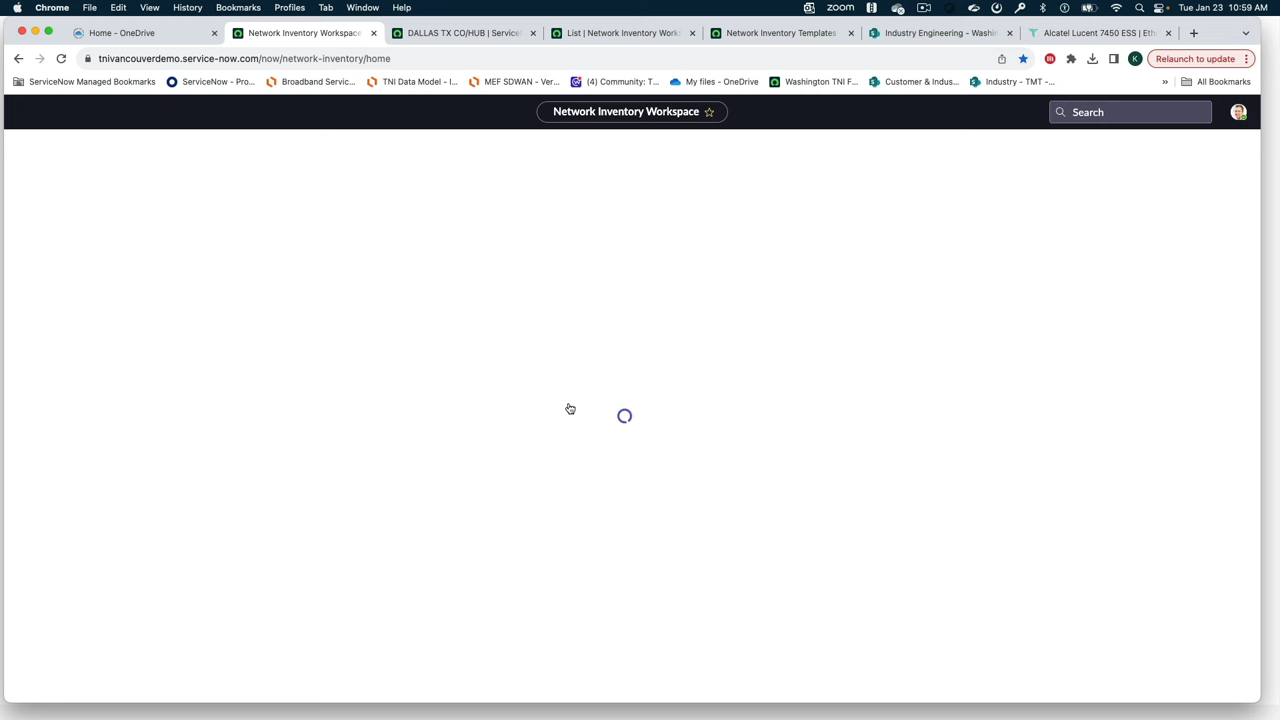 Chrome File Edit View History Bookmarks Profiles Tab Window Help zoom Tue Jan 23 10:59 AM
Home - OneDrive Network Inventory Workspace DALLAS TX CO/HUB | Service List | Network Inventory Work Network Inventory Templates Industry Engineering - Washin Alcatel Lucent 7450 ESS | Eth
tnivancouverdemo.service-now.com/now/network-inventory/home K Relaunch to update
ServiceNow Managed Bookmarks ServiceNow - Pro... Broadband Servic... TNI Data Model - I... MEF SDWAN - Ver... (4) Community: T... My files - OneDrive Washington TNI F... Customer & Indus... Industry - TMT -... » All Bookmarks
Network Inventory Workspace Search